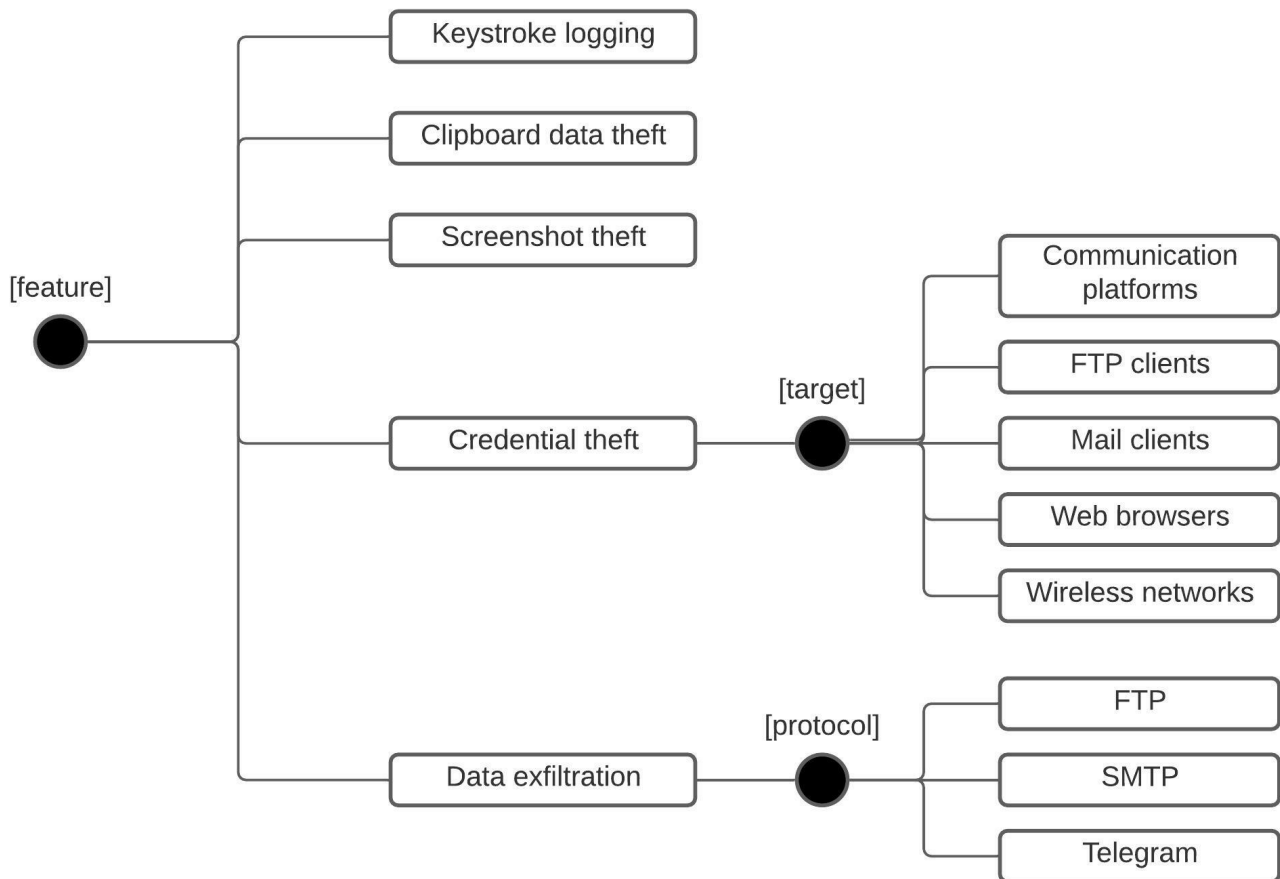 Keystroke logging
Clipboard data theft
Screenshot theft
[feature]
Credential theft
[target]
Communication
platforms
FTP clients
Mail clients
Web browsers
Wireless networks
Data exfiltration
[protocol]
FTP
SMTP
Telegram